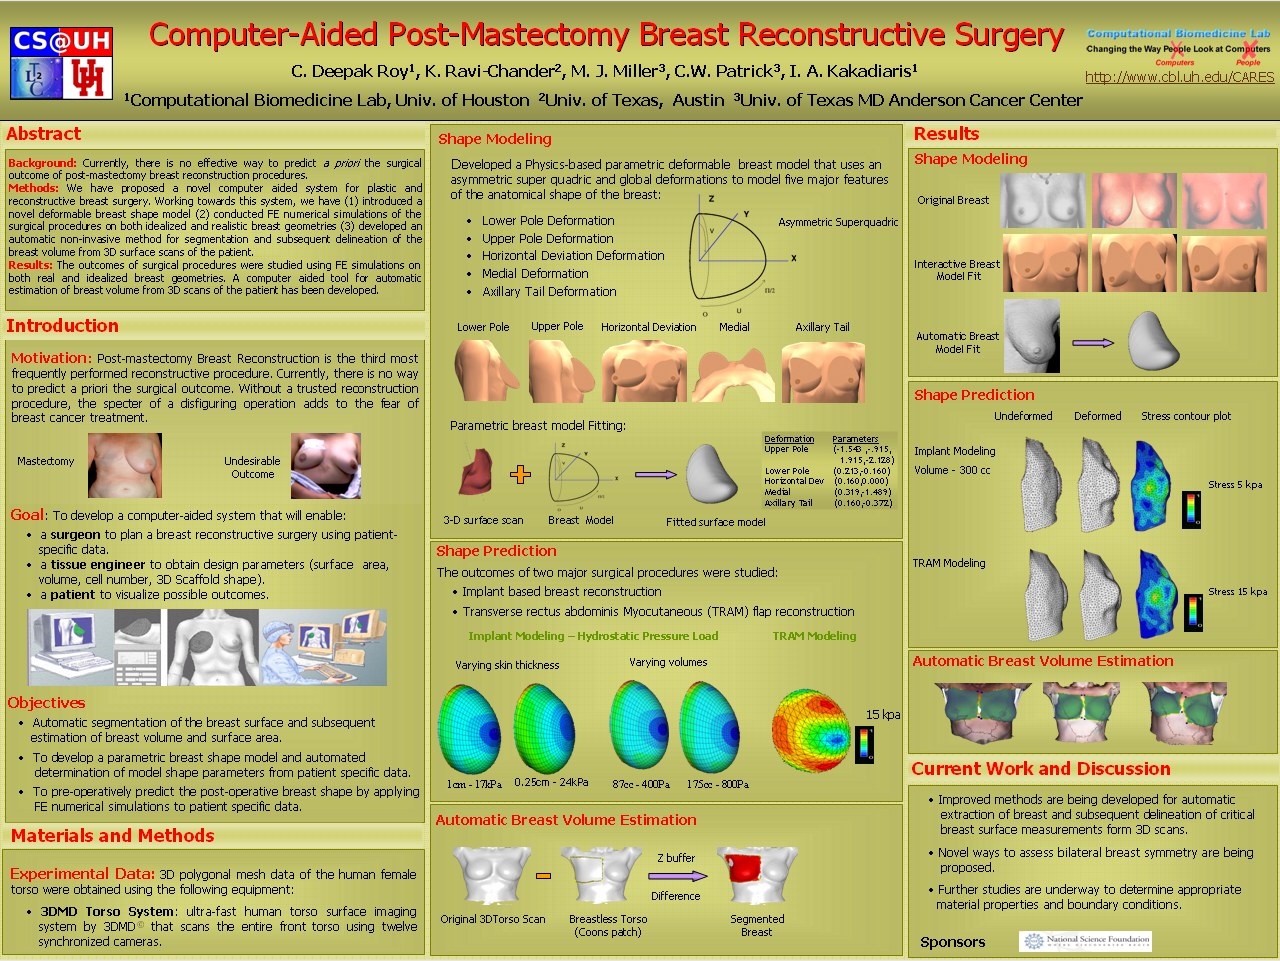 CS@UH
Computer-Aided Post-Mastectomy Breast Reconstructive Surgery
Computational Biomedicine Lab
Changing the Way People Look at Computers
Computers People
http://www.cbl.uh.edu/CARES
C. Deepak Roy1, K. Ravi-Chander2, M. J. Miller3, C.W. Patrick3, I. A. Kakadiaris1
1Computational Biomedicine Lab, Univ. of Houston 2Univ. of Texas, Austin 3Univ. of Texas MD Anderson Cancer Center
Abstract
Background: Currently, there is no effective way to predict a priori the surgical
outcome of post-mastectomy breast reconstruction procedures.
Methods: We have proposed a novel computer aided system for plastic and
reconstructive breast surgery. Working towards this system, we have (1) introduced a
novel deformable breast shape model (2) conducted FE numerical simulations of the
surgical procedures on both idealized and realistic breast geometries (3) developed an
automatic non-invasive method for segmentation and subsequent delineation of the
breast volume from 3D surface scans of the patient.
Results: The outcomes of surgical procedures were studied using FE simulations on
both real and idealized breast geometries. A computer aided tool for automatic
estimation of breast volume from 3D scans of the patient has been developed.
Introduction
Motivation: Post-mastectomy Breast Reconstruction is the third most
frequently performed reconstructive procedure. Currently, there is no way
to predict a priori the surgical outcome. Without a trusted reconstruction
procedure, the specter of a disfiguring operation adds to the fear of
breast cancer treatment.
Mastectomy
Undesirable
Outcome
Goal: To develop a computer-aided system that will enable:
• a surgeon to plan a breast reconstructive surgery using patient-
specific data.
• a tissue engineer to obtain design parameters (surface area,
volume, cell number, 3D Scaffold shape).
• a patient to visualize possible outcomes.
Objectives
• Automatic segmentation of the breast surface and subsequent
estimation of breast volume and surface area.
• To develop a parametric breast shape model and automated
determination of model shape parameters from patient specific data.
• To pre-operatively predict the post-operative breast shape by applying
FE numerical simulations to patient specific data.
Materials and Methods
Experimental Data: 3D polygonal mesh data of the human female
torso were obtained using the following equipment:
• 3DMD Torso System: ultra-fast human torso surface imaging
system by 3DMD© that scans the entire front torso using twelve
synchronized cameras.
Shape Modeling
Developed a Physics-based parametric deformable breast model that uses an
asymmetric super quadric and global deformations to model five major features
of the anatomical shape of the breast:
• Lower Pole Deformation
• Upper Pole Deformation
• Horizontal Deviation Deformation
• Medial Deformation
• Axillary Tail Deformation
Z
Y
V
X
Π/2
O U
Asymmetric Superquadric
Lower Pole Upper Pole Horizontal Deviation Medial Axillary Tail
Parametric breast model Fitting:
Deformation Parameters
Upper Pole (-1.543 ,-.915,
1.915,-2.128)
Lower Pole (0.213,-0.160)
Horizontal Dev (0.160,0.000)
Medial (0.319,-1.489)
Axillary Tail (0.160,-0.372)
3-D surface scan Breast Model Fitted surface model
Shape Prediction
The outcomes of two major surgical procedures were studied:
• Implant based breast reconstruction
• Transverse rectus abdominis Myocutaneous (TRAM) flap reconstruction
Implant Modeling – Hydrostatic Pressure Load TRAM Modeling
Varying skin thickness Varying volumes
15 kpa
1cm - 17kPa 0.25cm - 24kPa 87cc - 400Pa 175cc - 800Pa
Automatic Breast Volume Estimation
Z buffer
Difference
Original 3DTorso Scan
Breastless Torso
(Coons patch)
Segmented
Breast
Results
Shape Modeling
Original Breast
Interactive Breast
Model Fit
Automatic Breast
Model Fit
Shape Prediction
Undeformed Deformed Stress contour plot
Implant Modeling
Volume - 300 cc
Stress 5 kpa
TRAM Modeling
Stress 15 kpa
Automatic Breast Volume Estimation
Current Work and Discussion
• Improved methods are being developed for automatic
extraction of breast and subsequent delineation of critical
breast surface measurements form 3D scans.
• Novel ways to assess bilateral breast symmetry are being
proposed.
• Further studies are underway to determine appropriate
material properties and boundary conditions.
Sponsors
National Science Foundation